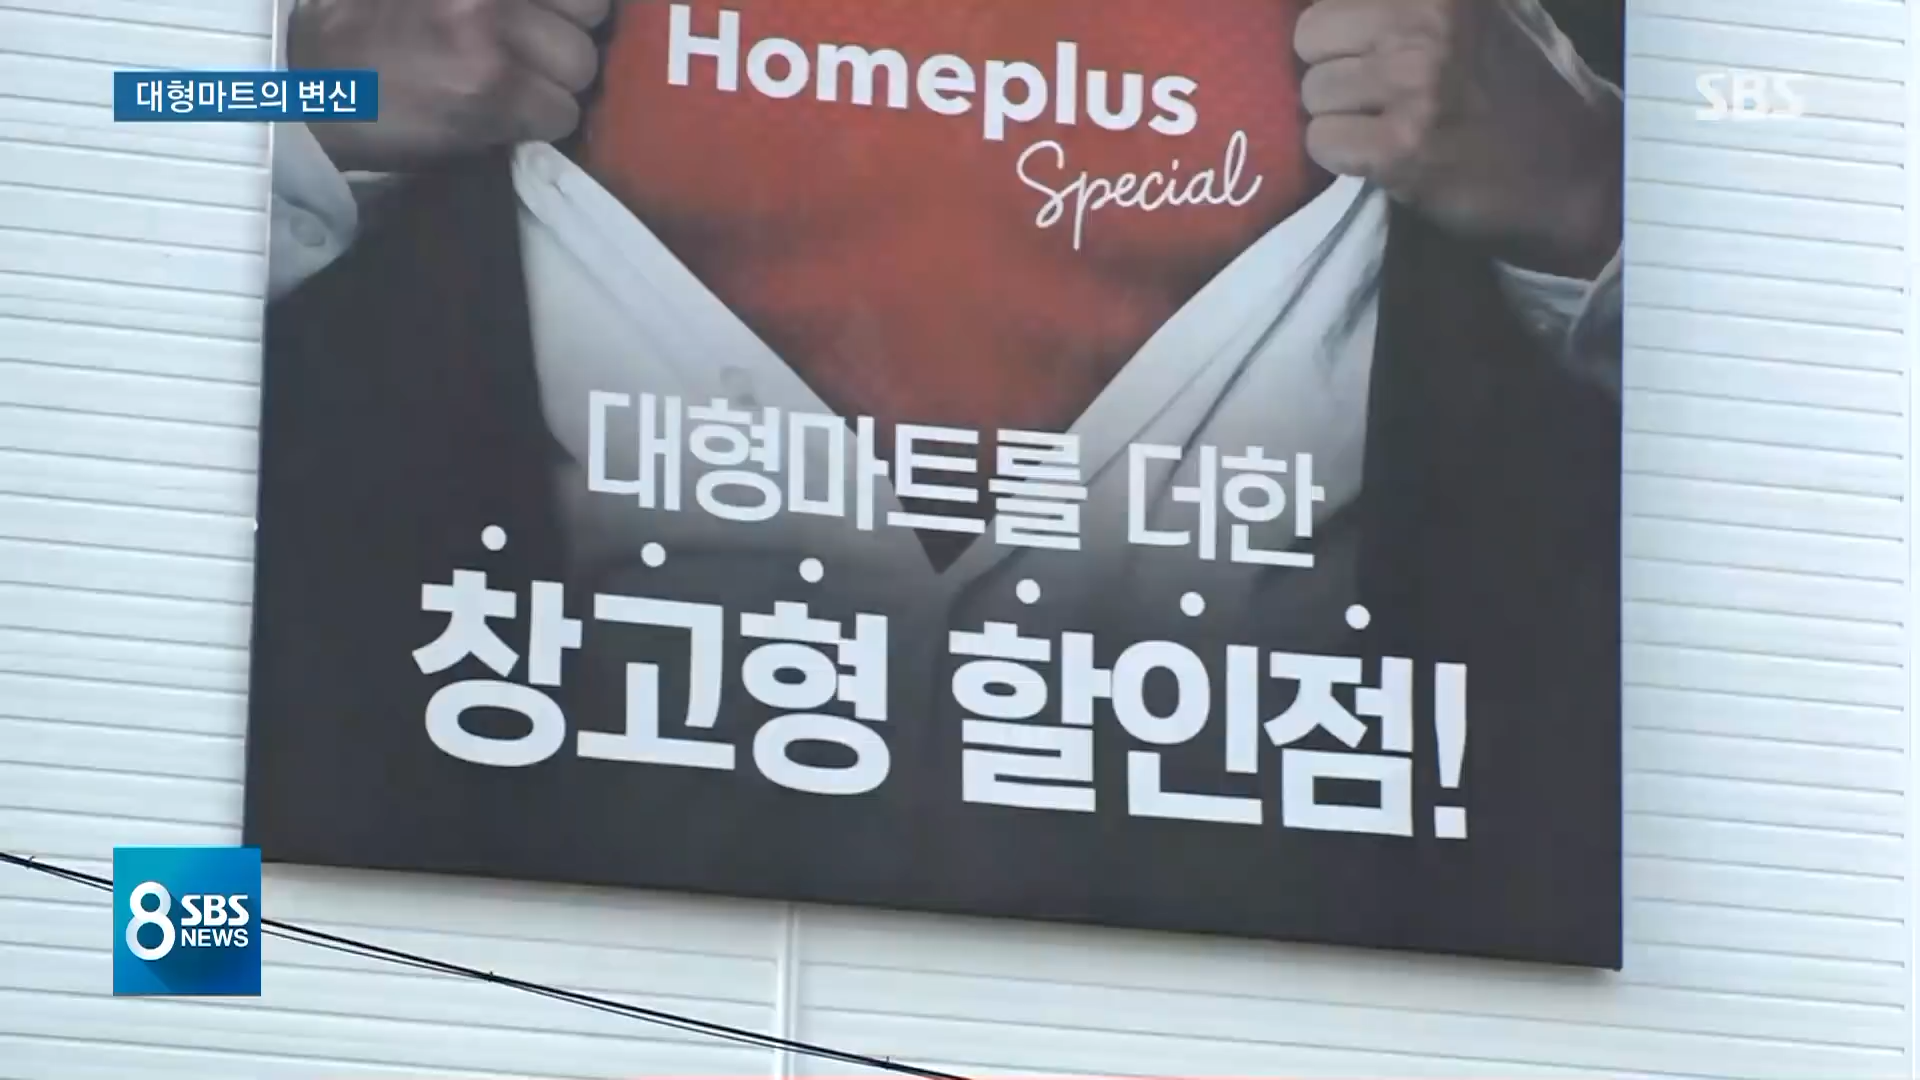 대형마트의 변신
SBS
Homeplus
Special
대형마트를 더한
창고형 할인점!
8 SBS
NEWS